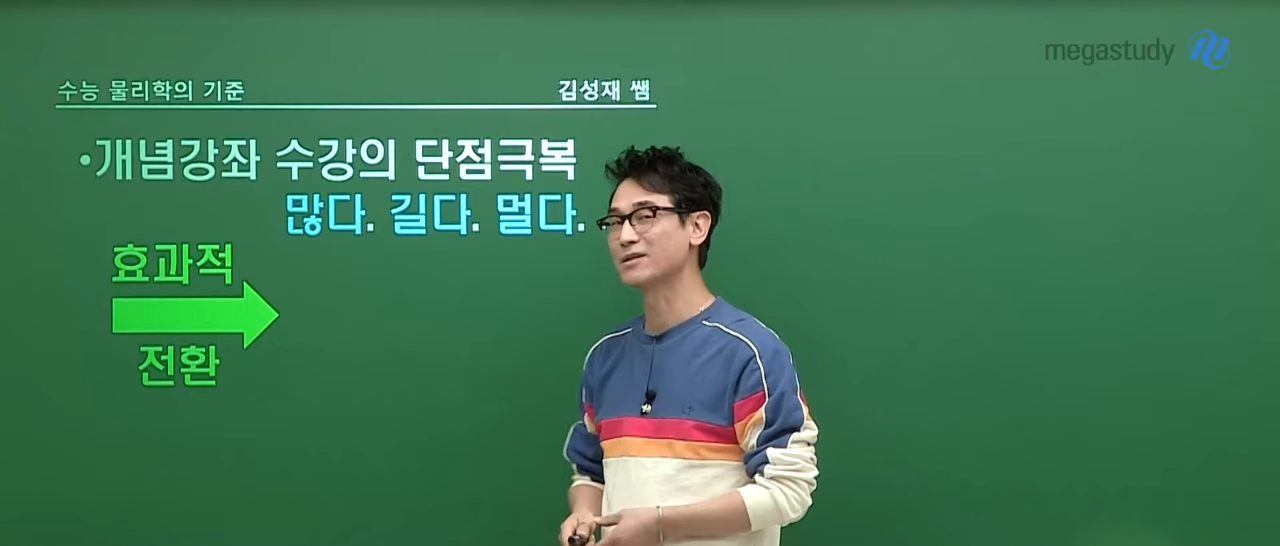 megastudy
수능 물리학의 기준 김성재 쌤
•개념강좌 수강의 단점극복
많다. 길다. 멀다.
효과적
전환